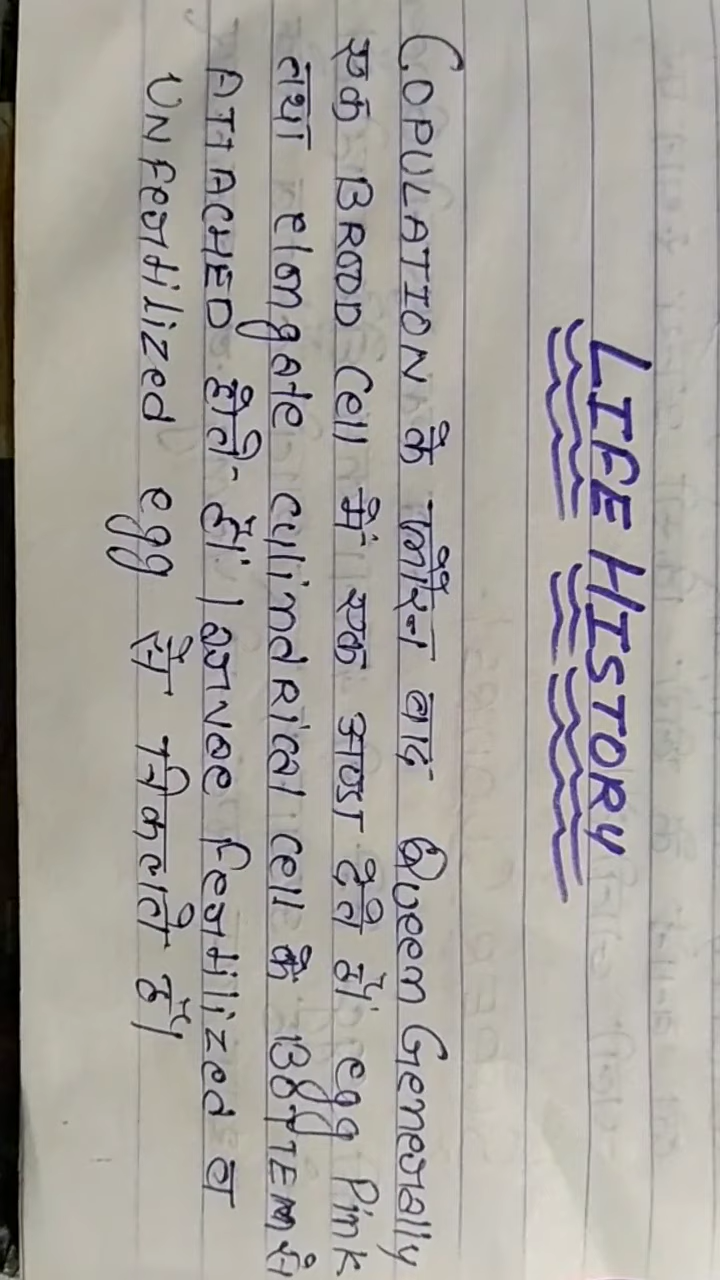 LIFE HISTORY
COPULATION के तीन बाद Queen Generally
एक BROOD Cell में एक अण्डा देती हैं। egg Pink
तथा elongate cylindrical cell के BOTTEM से
ATTACHED होती हैं। larvae fertilized व
UNfertilized egg से निकलते हैं।